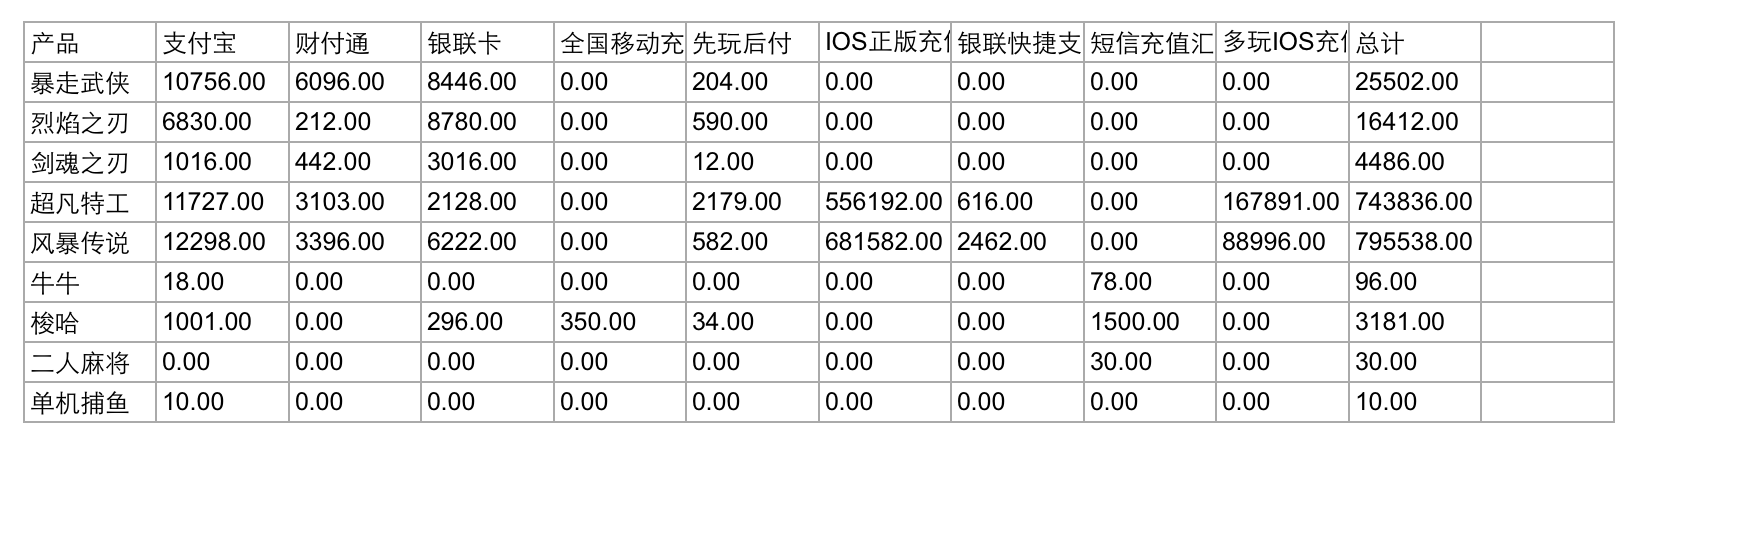 产品 支付宝 财付通 银联卡 全国移动充 先玩后付 IOS正版充 银联快捷支 短信充值汇 多玩IOS充 总计
暴走武侠 10756.00 6096.00 8446.00 0.00 204.00 0.00 0.00 0.00 0.00 25502.00
烈焰之刃 6830.00 212.00 8780.00 0.00 590.00 0.00 0.00 0.00 0.00 16412.00
剑魂之刃 1016.00 442.00 3016.00 0.00 12.00 0.00 0.00 0.00 0.00 4486.00
超凡特工 11727.00 3103.00 2128.00 0.00 2179.00 556192.00 616.00 0.00 167891.00 743836.00
风暴传说 12298.00 3396.00 6222.00 0.00 582.00 681582.00 2462.00 0.00 88996.00 795538.00
牛牛 18.00 0.00 0.00 0.00 0.00 0.00 0.00 78.00 0.00 96.00
梭哈 1001.00 0.00 296.00 350.00 34.00 0.00 0.00 1500.00 0.00 3181.00
二人麻将 0.00 0.00 0.00 0.00 0.00 0.00 0.00 30.00 0.00 30.00
单机捕鱼 10.00 0.00 0.00 0.00 0.00 0.00 0.00 0.00 0.00 10.00